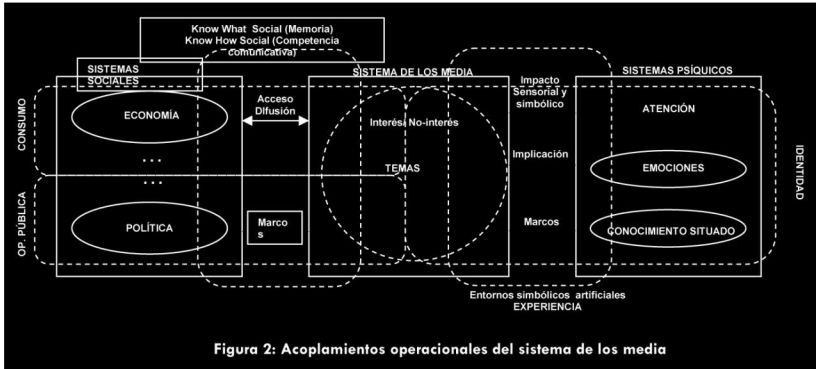 Know What Social (Memoria)
Know How Social (Competencia
comunicativa)
SISTEMAS
SOCIALES
SISTEMA DE LOS MEDIA
Impacto
Sensorial y
simbólico
SISTEMAS PSÍQUICOS
CONSUMO
ECONOMÍA
Acceso
DIfusión
Interés/ No-interés
ATENCIÓN
...
TEMAS
Implicación
EMOCIONES
IDENTIDAD
...
OP. PÚBLICA
POLÍTICA
Marco
s
Marcos
CONOCIMIENTO SITUADO
Entornos simbólicos artificiales
EXPERIENCIA
Figura 2: Acoplamientos operacionales del sistema de los media